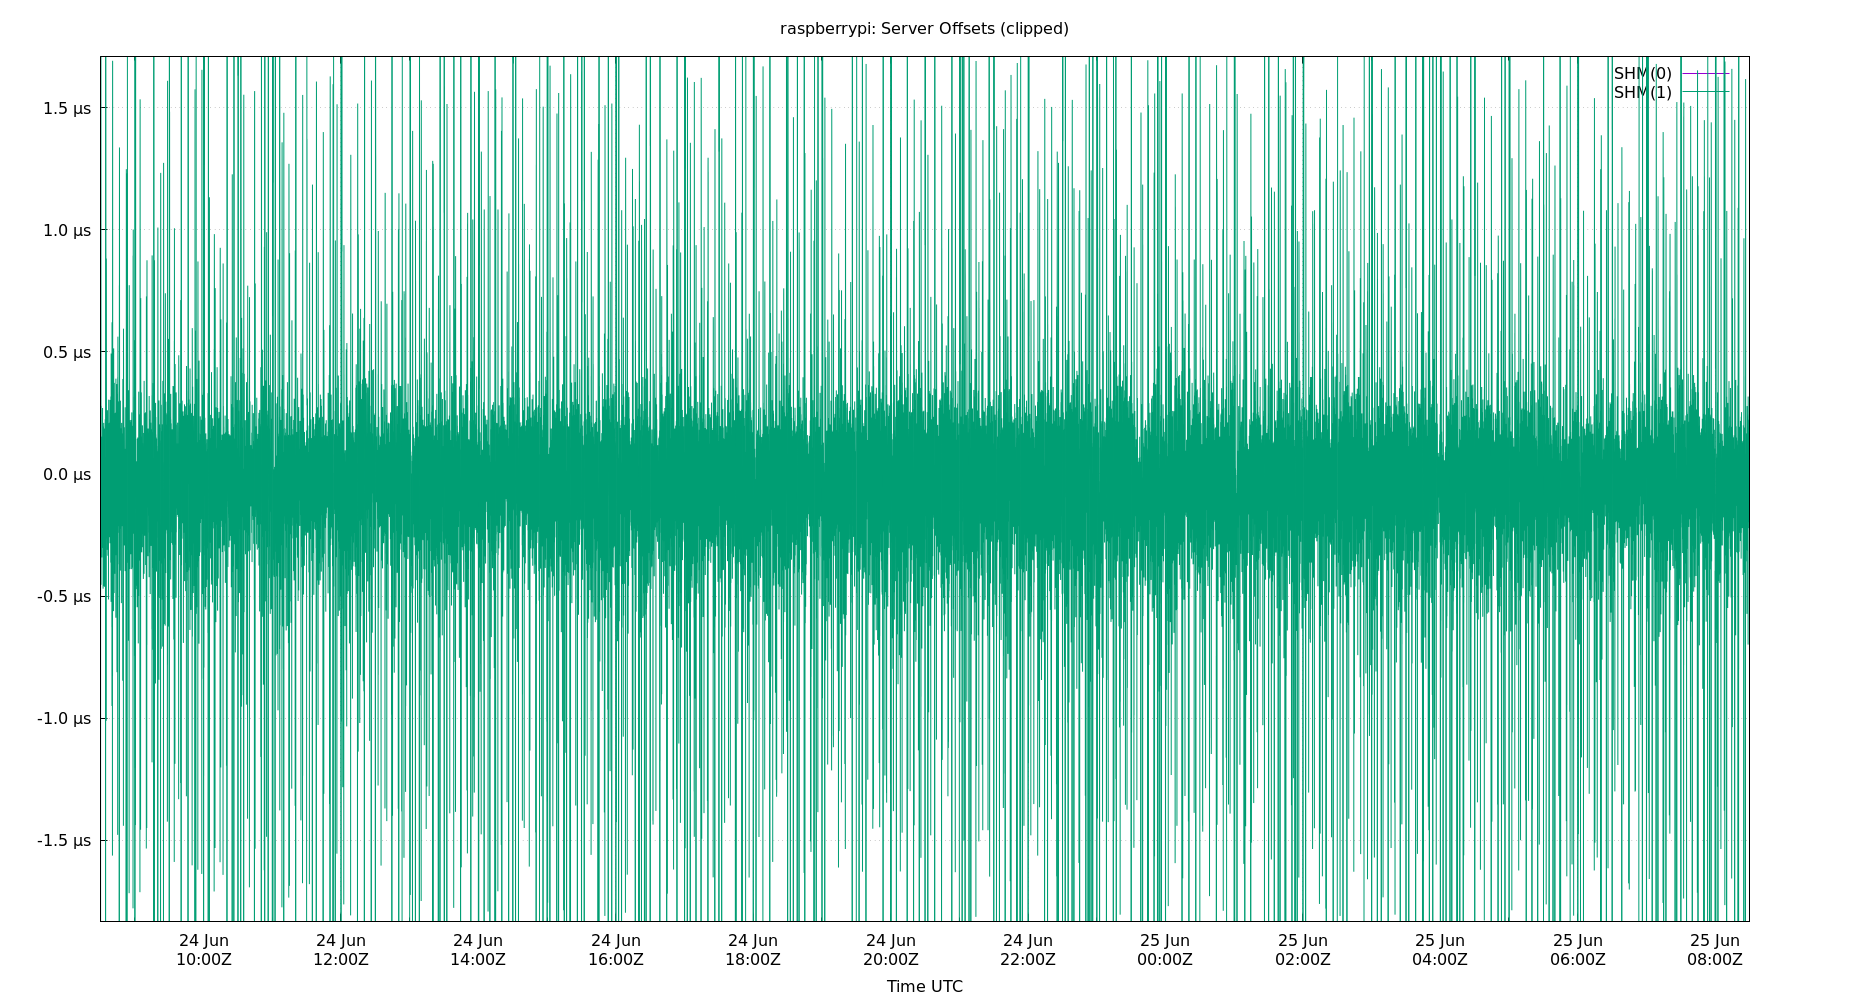 raspberrypi: Server Offsets (clipped)
SHM(0)
SHM(1)
1.5 µs
1.0 µs
0.5 µs
0.0 µs
-0.5 µs
-1.0 µs
-1.5 µs
24 Jun 24 Jun 24 Jun 24 Jun 24 Jun 24 Jun 24 Jun 25 Jun 25 Jun 25 Jun 25 Jun 25 Jun
10:00Z 12:00Z 14:00Z 16:00Z 18:00Z 20:00Z 22:00Z 00:00Z 02:00Z 04:00Z 06:00Z 08:00Z
Time UTC